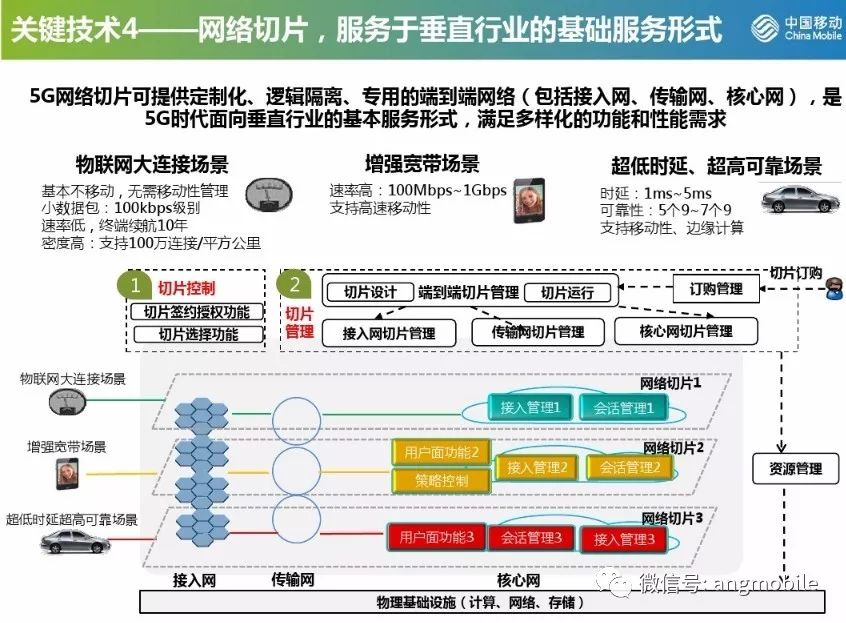 关键技术4——网络切片，服务于垂直行业的基础服务形式
中国移动
China Mobile
5G网络切片可提供定制化、逻辑隔离、专用的端到端网络（包括接入网、传输网、核心网），是
5G时代面向垂直行业的基本服务形式，满足多样化的功能和性能需求
物联网大连接场景
基本不移动，无需移动性管理
小数据包：100kbps级别
速率低，终端续航10年
密度高：支持100万连接/平方公里
增强宽带场景
速率高：100Mbps~1Gbps
支持高速移动性
超低时延、超高可靠场景
时延：1ms~5ms
可靠性：5个9~7个9
支持移动性、边缘计算
1
切片控制
切片签约授权功能
切片选择功能
2
切片
管理
切片设计
端到端切片管理
切片运行
订购管理
切片订购
接入网切片管理
传输网切片管理
核心网切片管理
物联网大连接场景
网络切片1
接入管理1
会话管理1
增强宽带场景
网络切片2
用户面功能2
策略控制
接入管理2
会话管理2
资源管理
超低时延超高可靠场景
网络切片3
用户面功能3
会话管理3
接入管理3
接入网
传输网
核心网
微信号: angmobile
物理基础设施（计算、网络、存储）